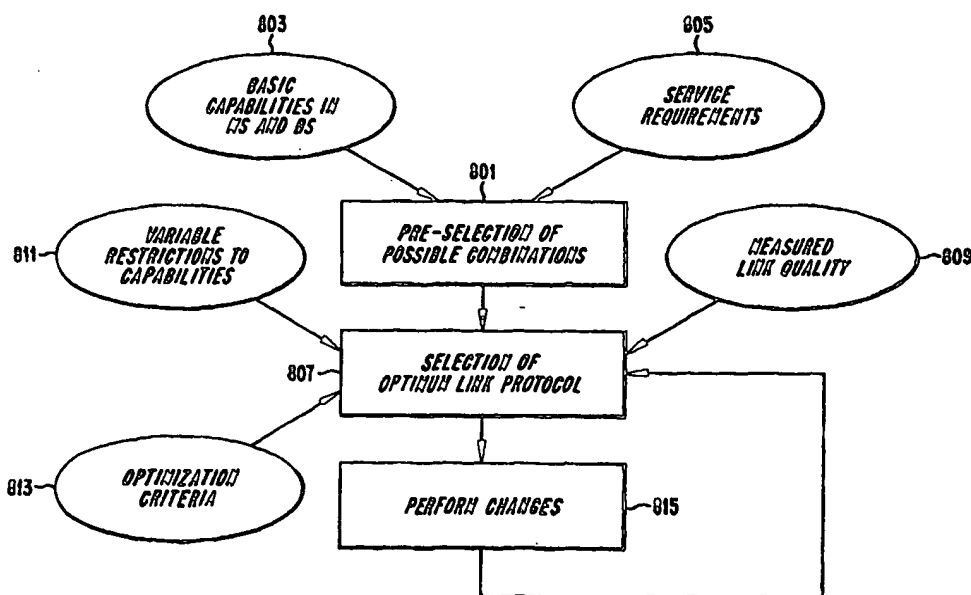 803
BASIC
CAPABILITIES IN
MS AND BS
805
SERVICE
REQUIREMENTS
801
PRE-SELECTION OF
POSSIBLE COMBINATIONS
811
VARIABLE
RESTRICTIONS TO
CAPABILITIES
MEASURED
LINK QUALITY
809
807
SELECTION OF
OPTIMUM LINK PROTOCOL
813
OPTIMIZATION
CRITERIA
PERFORM CHANGES
815